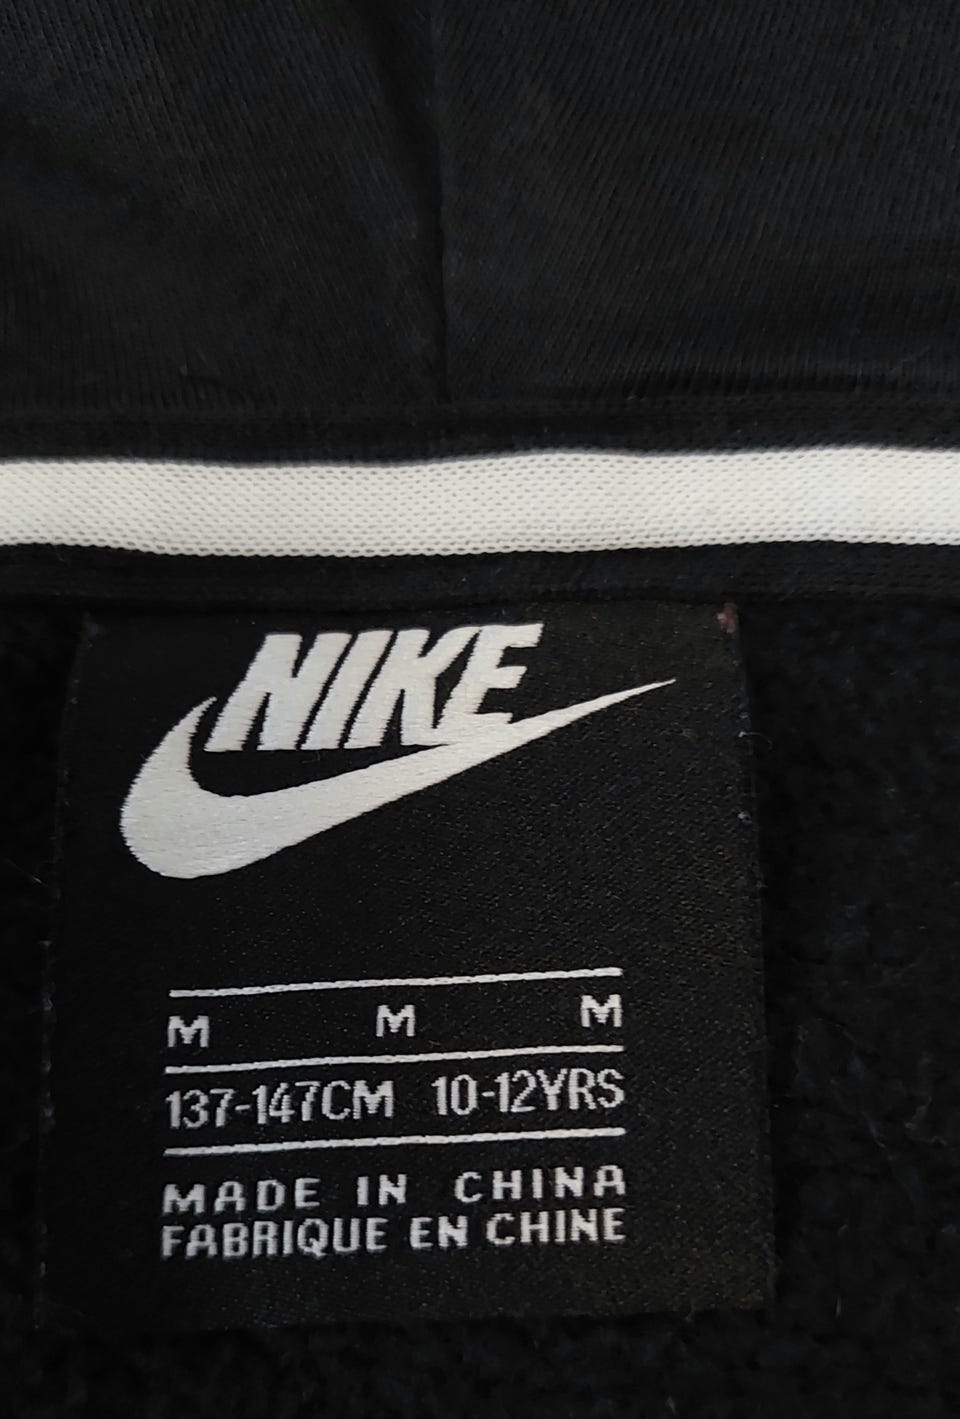 NIKE
M M M
137-147CM 10-12YRS
MADE IN CHINA
FABRIQUE EN CHINE